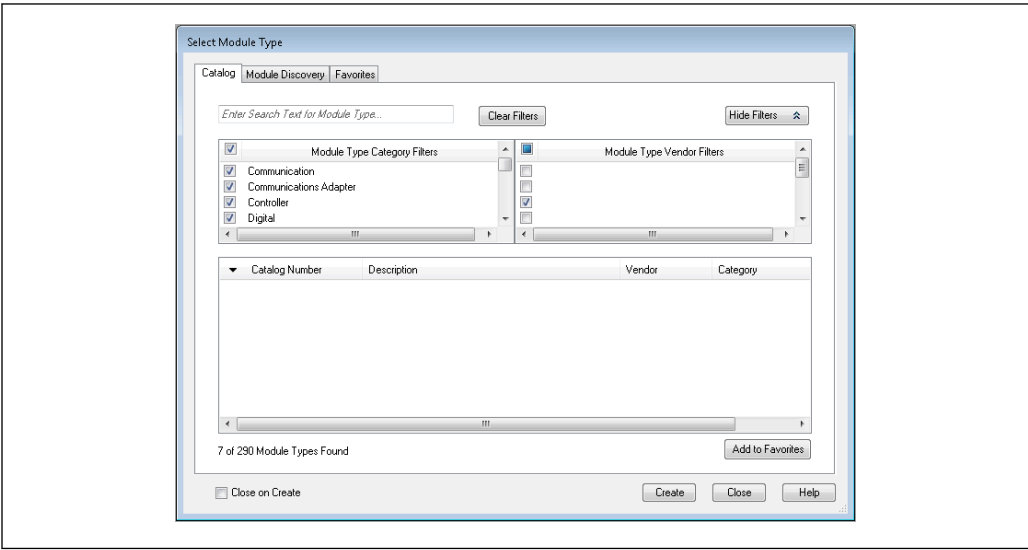 Select Module Type
Catalog Module Discovery Favorites
Enter Search Text for Module Type... Clear Filters Hide Filters
Module Type Category Filters Module Type Vendor Filters
Communication
Communications Adapter
Controller
Digital
Catalog Number Description Vendor Category
7 of 290 Module Types Found Add to Favorites
Close on Create Create Close Help